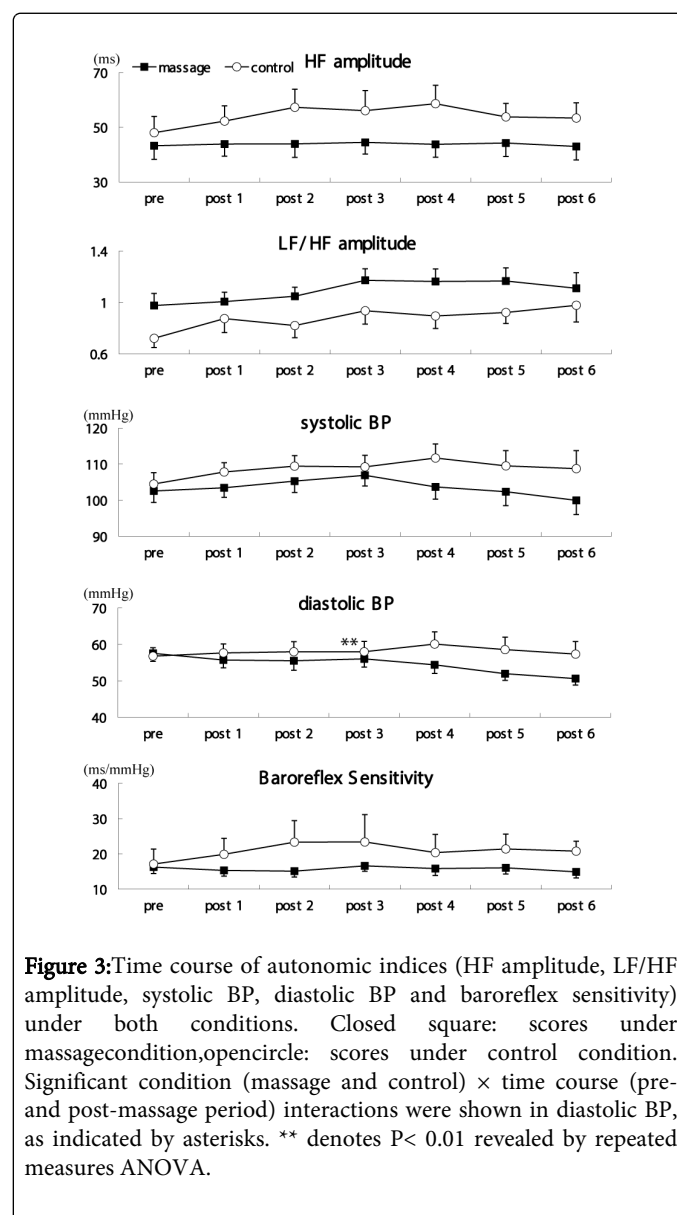 (ms)
massage control HF amplitude
70
50
30
pre post 1 post 2 post 3 post 4 post 5 post 6
LF/HF amplitude
1.4
1
0.6
pre post 1 post 2 post 3 post 4 post 5 post 6
(mmHg)
systolic BP
120
110
100
90
pre post 1 post 2 post 3 post 4 post 5 post 6
(mmHg)
diastolic BP
70
60
50
40
**
pre post 1 post 2 post 3 post 4 post 5 post 6
(ms/mmHg)
Baroreflex Sensitivity
40
30
20
10
pre post 1 post 2 post 3 post 4 post 5 post 6
Figure 3:Time course of autonomic indices (HF amplitude, LF/HF
amplitude, systolic BP, diastolic BP and baroreflex sensitivity)
under both conditions. Closed square: scores under
massagecondition,opencircle: scores under control condition.
Significant condition (massage and control) × time course (pre-
and post-massage period) interactions were shown in diastolic BP,
as indicated by asterisks. ** denotes P< 0.01 revealed by repeated
measures ANOVA.